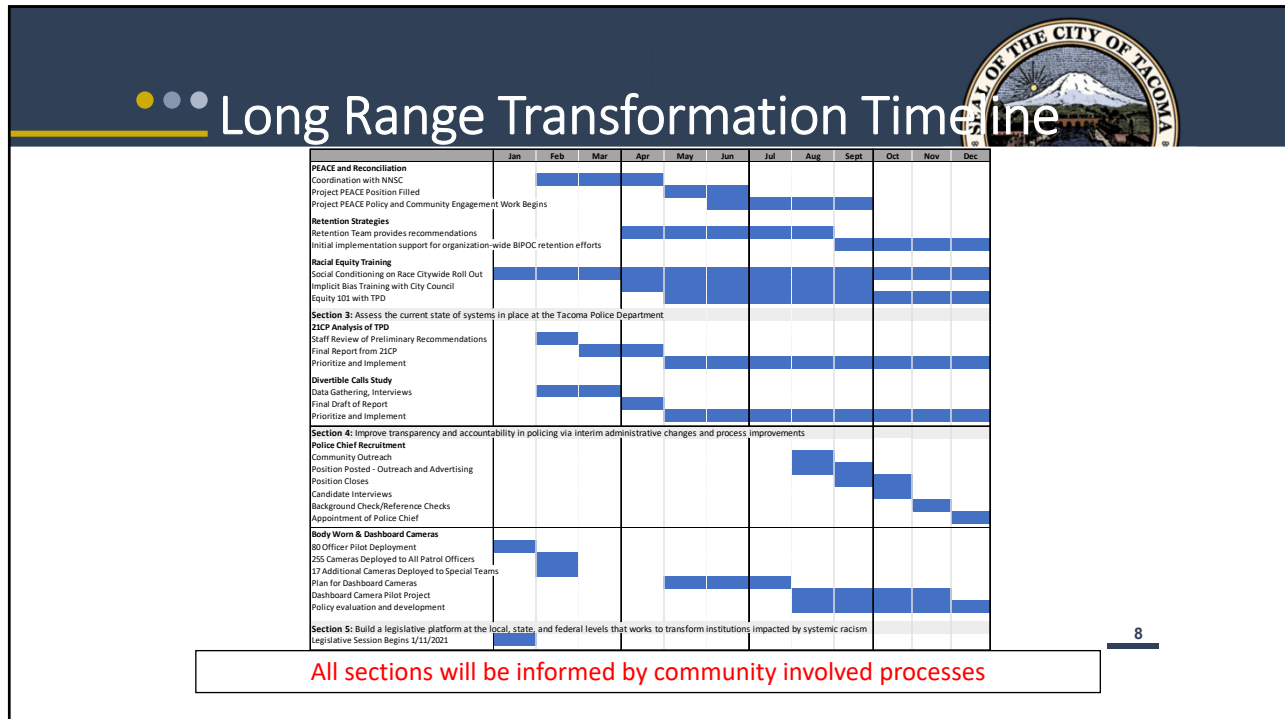 SEAL OF THE CITY OF TACOMA
Long Range Transformation Timeline
Jan Feb Mar Apr May Jun Jul Aug Sept Oct Nov Dec
PEACE and Reconciliation
Coordination with NNSC
Project PEACE Position Filled
Project PEACE Policy and Community Engagement Work Begins
Retention Strategies
Retention Team provides recommendations
Initial implementation support for organization-wide BIPOC retention efforts
Racial Equity Training
Social Conditioning on Race Citywide Roll Out
Implicit Bias Training with City Council
Equity 101 with TPD
Section 3: Assess the current state of systems in place at the Tacoma Police Department
21CP Analysis of TPD
Staff Review of Preliminary Recommendations
Final Report from 21CP
Prioritize and Implement
Divertible Calls Study
Data Gathering, Interviews
Final Draft of Report
Prioritize and Implement
Section 4: Improve transparency and accountability in policing via interim administrative changes and process improvements
Police Chief Recruitment
Community Outreach
Position Posted - Outreach and Advertising
Position Closes
Candidate Interviews
Background Check/Reference Checks
Appointment of Police Chief
Body Worn & Dashboard Cameras
80 Officer Pilot Deployment
255 Cameras Deployed to All Patrol Officers
17 Additional Cameras Deployed to Special Teams
Plan for Dashboard Cameras
Dashboard Camera Pilot Project
Policy evaluation and development
Section 5: Build a legislative platform at the local, state, and federal levels that works to transform institutions impacted by systemic racism
Legislative Session Begins 1/11/2021
8
All sections will be informed by community involved processes